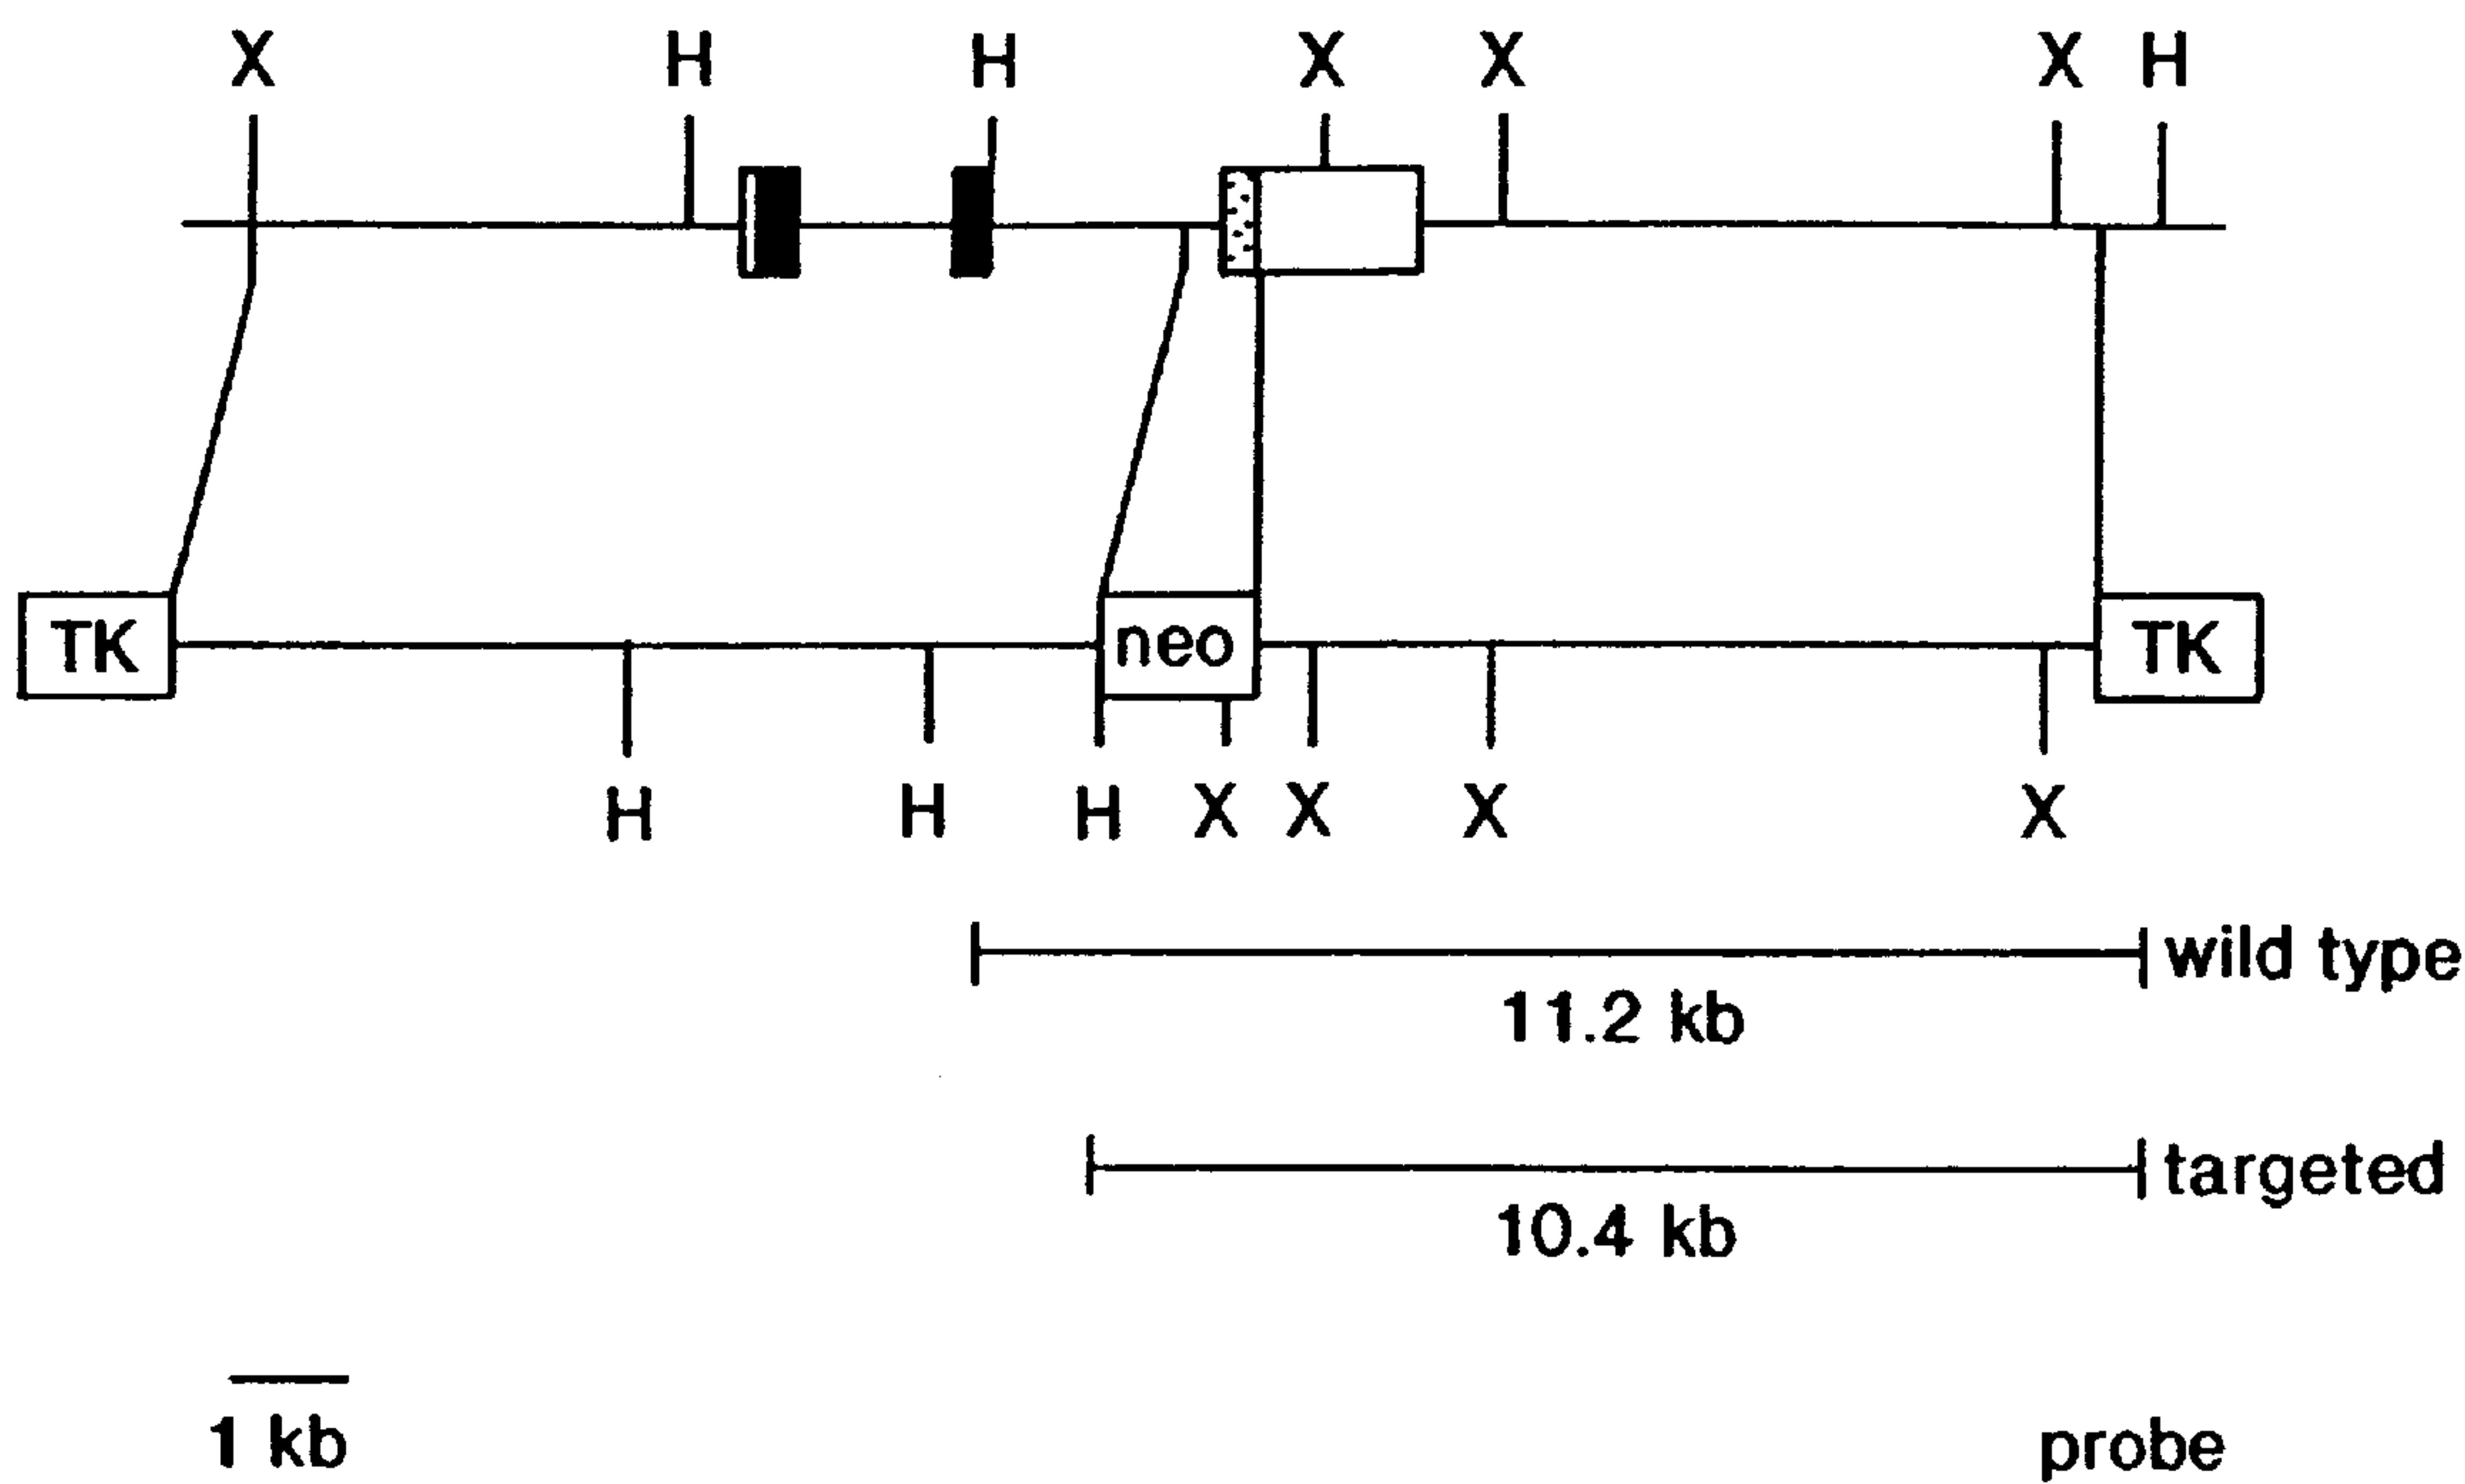 X H H X X X H
TK neo TK
H H H X X X X
wild type
11.2 kb
targeted
10.4 kb
1 kb
probe